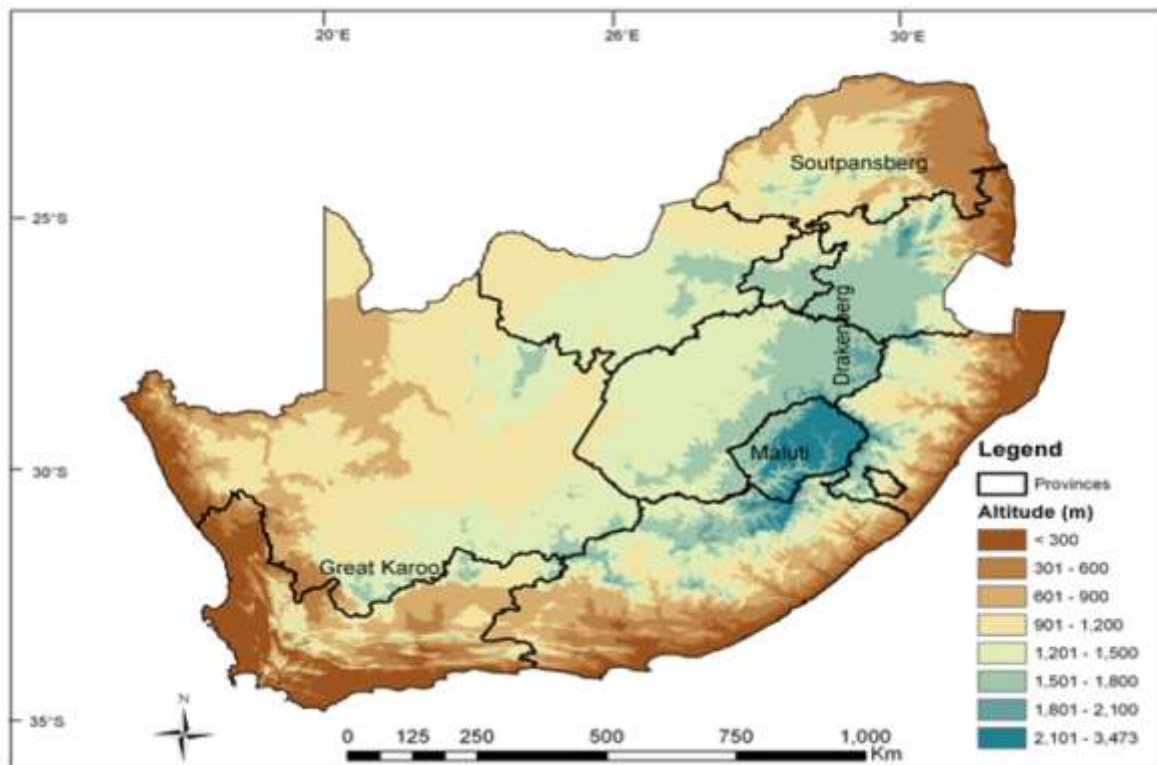 20°E 26°E 30°E
Soutpansberg
25°S
Drakenberg
Maluti
30°S
Great Karoo
Legend
Provinces
Altitude (m)
< 300
301 - 600
601 - 900
901 - 1,200
1,201 - 1,500
1,501 - 1,800
1,801 - 2,100
2,101 - 3,473
35°S
N
0 125 250 500 750 1,000
Km